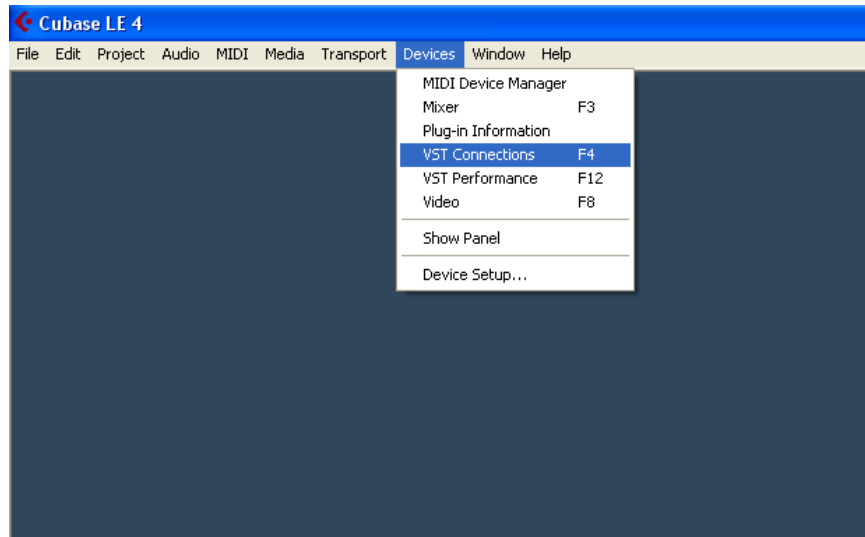 Cubase LE 4
File Edit Project Audio MIDI Media Transport Devices Window Help
MIDI Device Manager
Mixer F3
Plug-in Information
VST Connections F4
VST Performance F12
Video F8
Show Panel
Device Setup...